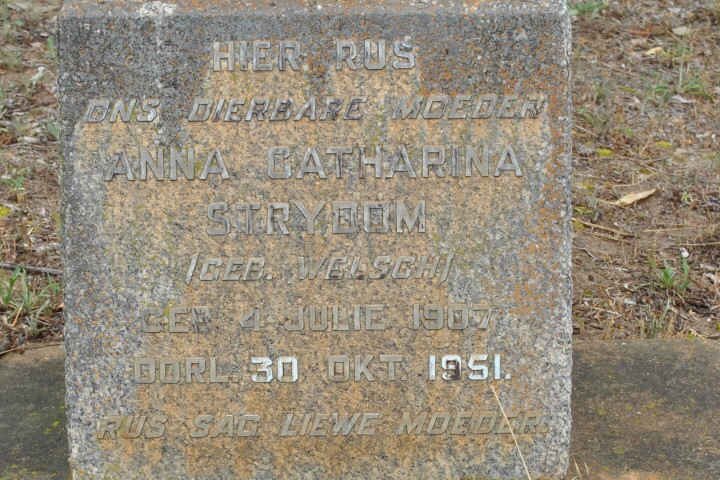 HIER RUS
ONS DIERBARE MOEDER
ANNA CATHARINA
STRYDOM
(GEB. WELSCH)
GEB. 4 JULIE 1907
OORL. 30 OKT. 1951.
RUS SAG LIEWE MOEDER.